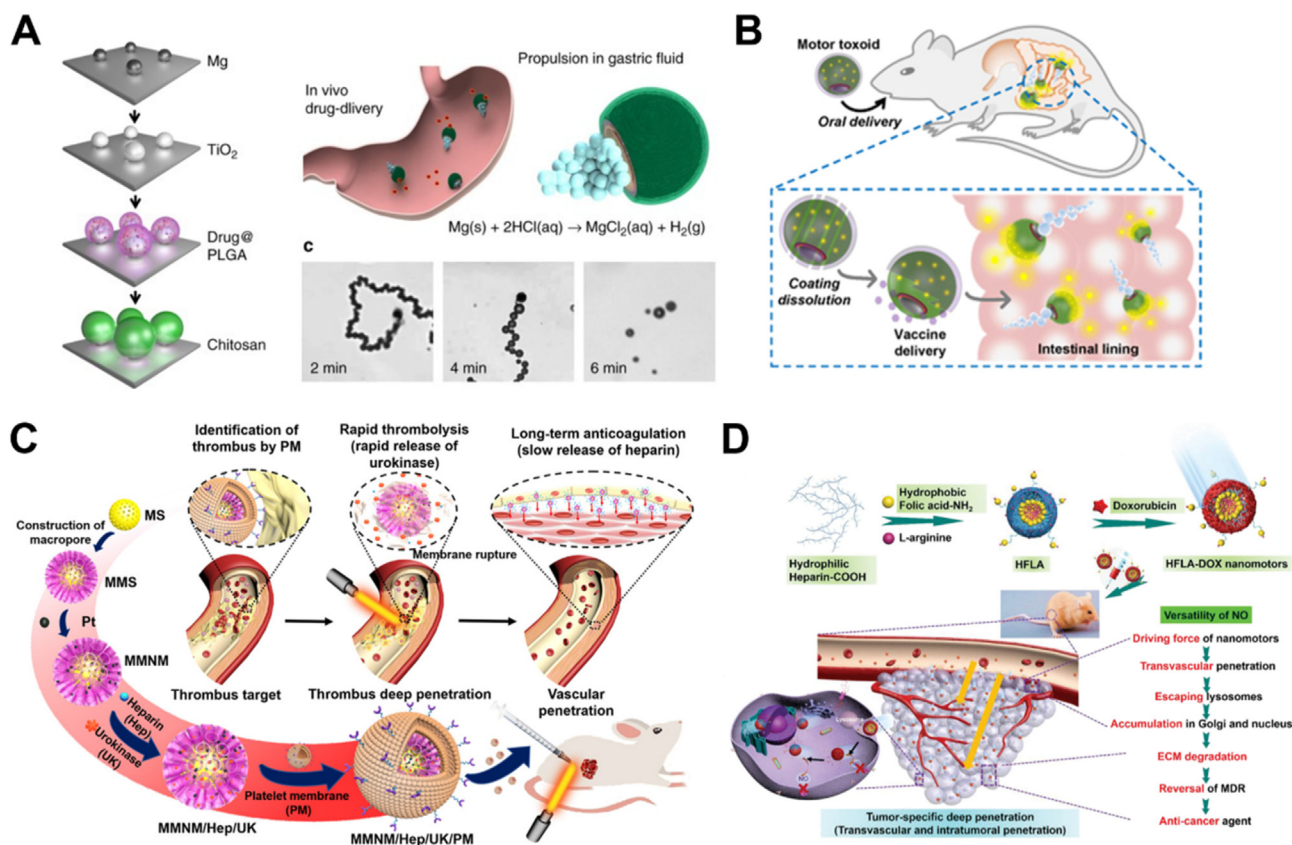 A
Mg
TiO₂
Drug@
PLGA
Chitosan
In vivo
drug-dlivery
Propulsion in gastric fluid
Mg(s) + 2HCl(aq) → MgCl₂(aq) + H₂(g)
c
2 min
4 min
6 min
B
Motor toxoid
Oral delivery
Coating
dissolution
Vaccine
delivery
Intestinal lining
C
Identification of
thrombus by PM
Rapid thrombolysis
(rapid release of
urokinase)
Long-term anticoagulation
(slow release of heparin)
MS
Construction of
macropore
MMS
Pt
MMNM
Membrane rupture
Thrombus target
Thrombus deep penetration
Vascular
penetration
Heparin
(Hep)
Urokinase
(UK)
Platelet membrane
(PM)
MMNM/Hep/UK
MMNM/Hep/UK/PM
D
Hydrophobic
Folic acid-NH₂
L-arginine
Doxorubicin
Hydrophilic
Heparin-COOH
HFLA
HFLA-DOX nanomotors
Versatility of NO
Driving force of nanomotors
Transvascular penetration
Escaping lysosomes
Accumulation in Golgi and nucleus
ECM degradation
Reversal of MDR
Anti-cancer agent
NO
Tumor-specific deep penetration
(Transvascular and intratumoral penetration)